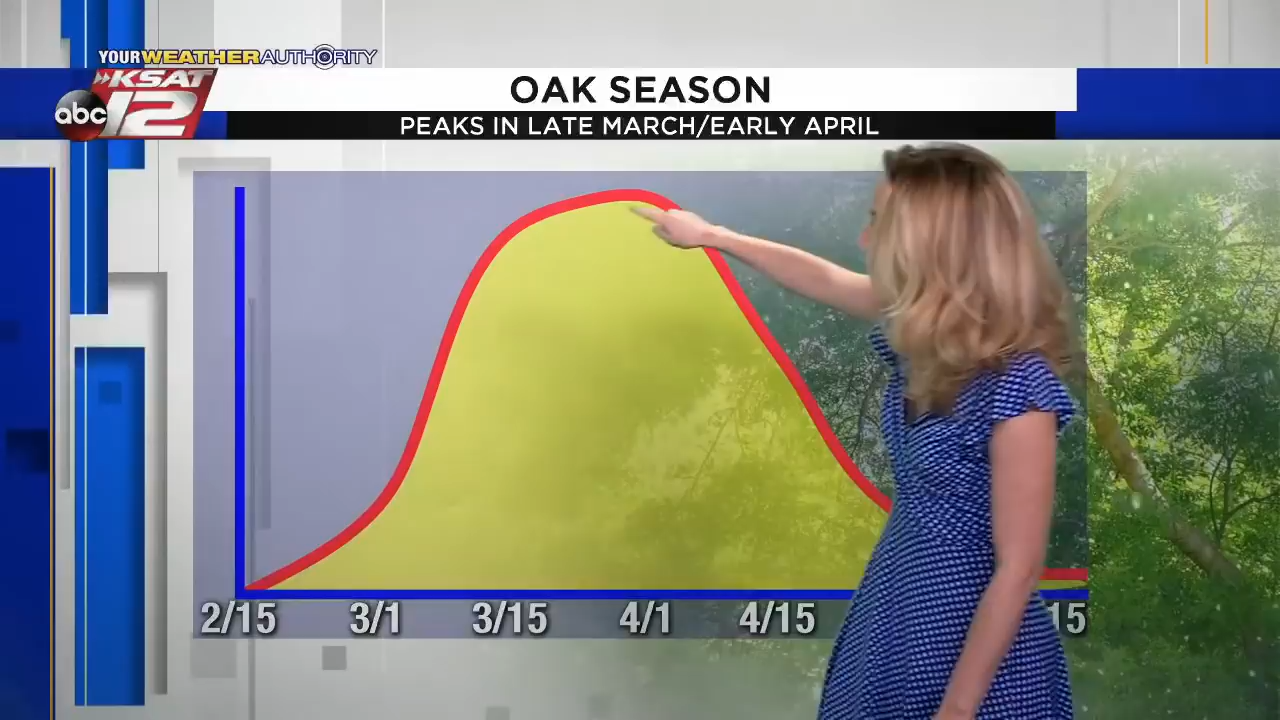 YOUR WEATHER AUTHORITY
KSAT
abc 12
OAK SEASON
PEAKS IN LATE MARCH/EARLY APRIL
2/15 3/1 3/15 4/1 4/15 15